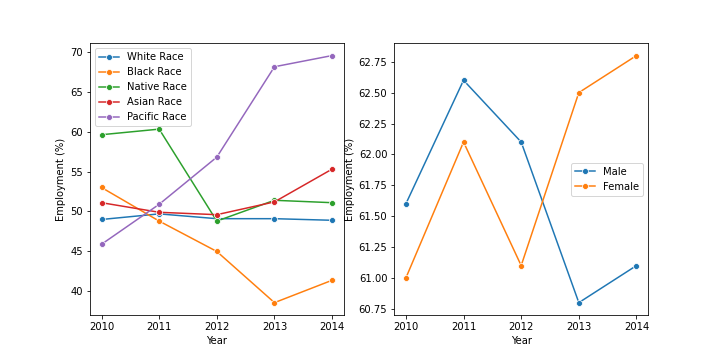 70
65
60
55
50
45
40
Employment (%)
White Race
Black Race
Native Race
Asian Race
Pacific Race
2010 2011 2012 2013 2014
Year
62.75
62.50
62.25
62.00
61.75
61.50
61.25
61.00
60.75
Employment (%)
Male
Female
2010 2011 2012 2013 2014
Year